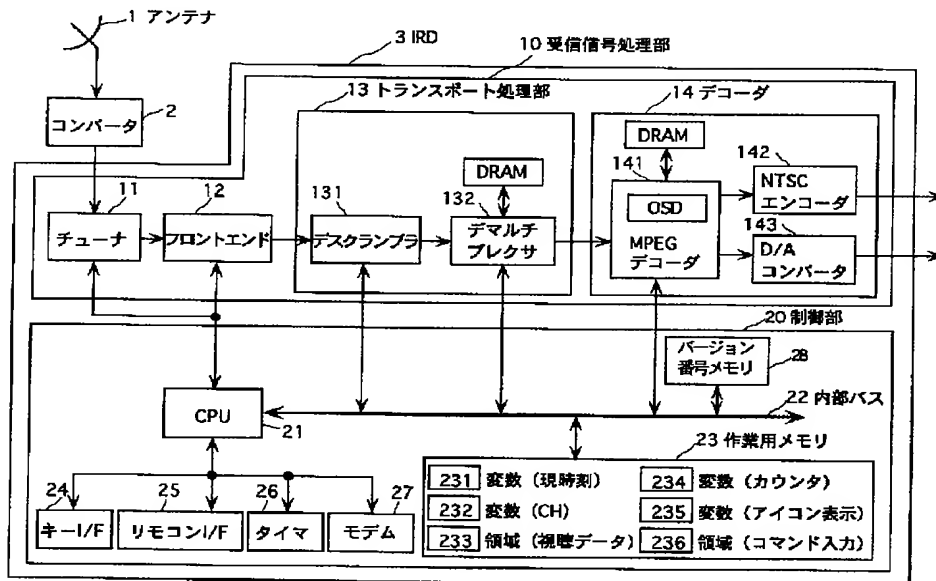 1 アンテナ
3 IRD
10 受信信号処理部
2
コンバータ
13 トランスポート処理部
14 デコーダ
DRAM
DRAM
11
12
131
132
141
142
143
チューナ
フロントエンド
デスクランブラ
デマルチ
プレクサ
OSD
MPEG
デコーダ
NTSC
エンコーダ
D/A
コンバータ
20 制御部
バージョン
番号メモリ
28
CPU
21
22 内部バス
23 作業用メモリ
24
25
26
27
キーI/F
リモコンI/F
タイマ
モデム
231 変数 (現時刻)
232 変数 (CH)
233 領域 (視聴データ)
234 変数 (カウンタ)
235 変数 (アイコン表示)
236 領域 (コマンド入力)